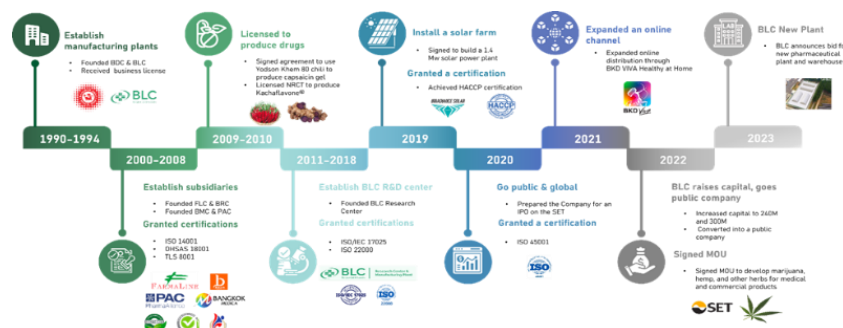 Establish
manufacturing plants
• Founded BDC & BLC
• Received business license
BLC
1990-1994
Licensed to
produce drugs
• Signed agreement to use
Yodson Khem 80 chili to
produce capsaicin gel
• Licensed NRCT to produce
Kachaflavone®
2009-2010
Install a solar farm
• Signed to build a 1.4
Mw solar power plant
Granted a certification
• Achieved HACCP certification
HACCP
2019
Expanded an online
channel
• Expanded online
distribution through
BKD VIVA Healthy at Home
BKD
2021
BLC New Plant
• BLC announces bid f
new pharmaceutical
plant and warehouse
2023
2000-2008
Establish subsidiaries
• Founded FLC & BRC
• Founded BMC & PAC
Granted certifications
• ISO 14001
• OHSAS 18001
• TLS 8001
PHARMALINE
PAC
BANGKOK
MEDICA
2011-2018
Establish BLC R&D center
• Founded BLC Research
Center
Granted certifications
• ISO/IEC 17025
• ISO 22000
BLC
ISO
2020
Go public & global
• Prepared the Company for an
IPO on the SET
Granted a certification
• ISO 45001
ISO
2022
BLC raises capital, goes
public company
• Increased capital to 260M
and 300M
• Converted into a public
company
Signed MOU
• Signed MOU to develop marijuana,
hemp, and other herbs for medical
and commercial products
SET